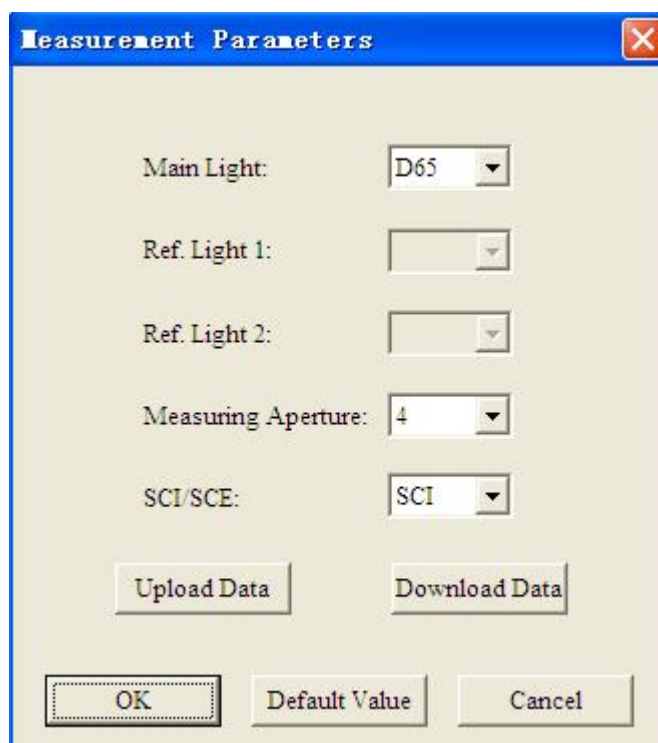 Measurement Parameters
Main Light: D65
Ref. Light 1:
Ref. Light 2:
Measuring Aperture: 4
SCI/SCE: SCI
Upload Data Download Data
OK Default Value Cancel